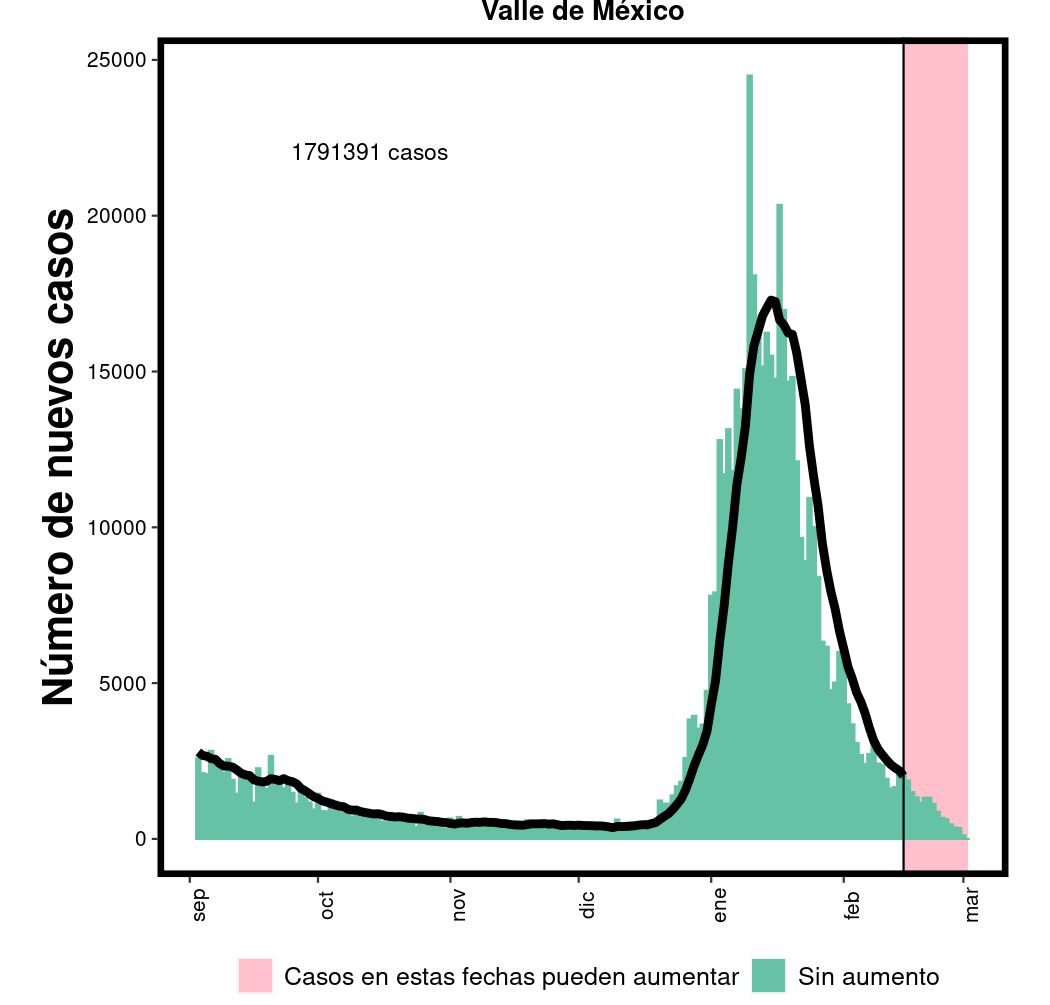 Valle de México
25000
1791391 casos
20000
15000
10000
5000
0
Número de nuevos casos
sep
oct
nov
dic
ene
feb
mar
Casos en estas fechas pueden aumentar
Sin aumento